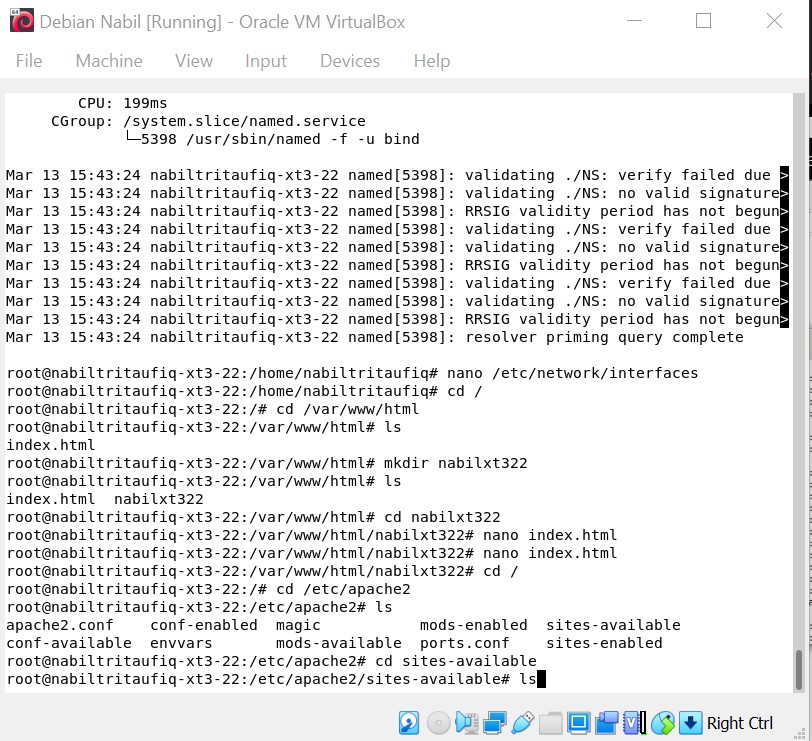 Debian Nabil [Running] - Oracle VM VirtualBox
File Machine View Input Devices Help
CPU: 199ms
CGroup: /system.slice/named.service
└─5398 /usr/sbin/named -f -u bind
Mar 13 15:43:24 nabiltritaufiq-xt3-22 named[5398]: validating ./NS: verify failed due >
Mar 13 15:43:24 nabiltritaufiq-xt3-22 named[5398]: validating ./NS: no valid signature>
Mar 13 15:43:24 nabiltritaufiq-xt3-22 named[5398]: RRSIG validity period has not begun>
Mar 13 15:43:24 nabiltritaufiq-xt3-22 named[5398]: validating ./NS: verify failed due >
Mar 13 15:43:24 nabiltritaufiq-xt3-22 named[5398]: validating ./NS: no valid signature>
Mar 13 15:43:24 nabiltritaufiq-xt3-22 named[5398]: RRSIG validity period has not begun>
Mar 13 15:43:24 nabiltritaufiq-xt3-22 named[5398]: validating ./NS: verify failed due >
Mar 13 15:43:24 nabiltritaufiq-xt3-22 named[5398]: validating ./NS: no valid signature>
Mar 13 15:43:24 nabiltritaufiq-xt3-22 named[5398]: RRSIG validity period has not begun>
Mar 13 15:43:24 nabiltritaufiq-xt3-22 named[5398]: resolver priming query complete
root@nabiltritaufiq-xt3-22:/home/nabiltritaufiq# nano /etc/network/interfaces
root@nabiltritaufiq-xt3-22:/home/nabiltritaufiq# cd /
root@nabiltritaufiq-xt3-22:/# cd /var/www/html
root@nabiltritaufiq-xt3-22:/var/www/html# ls
index.html
root@nabiltritaufiq-xt3-22:/var/www/html# mkdir nabilxt322
root@nabiltritaufiq-xt3-22:/var/www/html# ls
index.html  nabilxt322
root@nabiltritaufiq-xt3-22:/var/www/html# cd nabilxt322
root@nabiltritaufiq-xt3-22:/var/www/html/nabilxt322# nano index.html
root@nabiltritaufiq-xt3-22:/var/www/html/nabilxt322# nano index.html
root@nabiltritaufiq-xt3-22:/var/www/html/nabilxt322# cd /
root@nabiltritaufiq-xt3-22:/# cd /etc/apache2
root@nabiltritaufiq-xt3-22:/etc/apache2# ls
apache2.conf    conf-enabled  magic           mods-enabled  sites-available
conf-available  envvars       mods-available  ports.conf    sites-enabled
root@nabiltritaufiq-xt3-22:/etc/apache2# cd sites-available
root@nabiltritaufiq-xt3-22:/etc/apache2/sites-available# ls
Right Ctrl